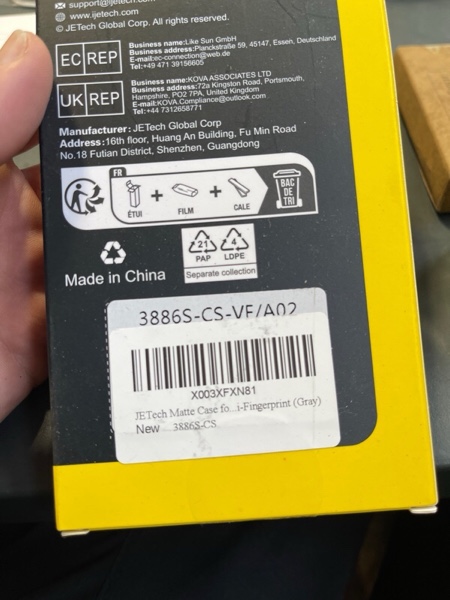 support@ijetech.com
www.ijetech.com
© JETech Global Corp. All rights reserved.
EC REP
Business name:Like Sun GmbH
Business address:Planckstraße 59, 45147, Essen, Deutschland
E-mail:ec-connection@web.de
Tel:+49 471 39156605
UK REP
Business name:KOVA ASSOCIATES LTD
Business address:72a Kingston Road, Portsmouth,
Hampshire, PO2 7PA, United Kingdom
E-mail:KOVA.Compliance@outlook.com
Tel:+44 7312658771
Manufacturer: JETech Global Corp
Address:16th floor, Huang An Building, Fu Min Road
No.18 Futian District, Shenzhen, Guangdong
FR
ÉTUI + FILM + CALE
BAC
DE
TRI
21 4
PAP LDPE
Separate collection
Made in China
3886S-CS-VE/A02
X003XFXN81
JETech Matte Case fo...i-Fingerprint (Gray)
New 3886S-CS